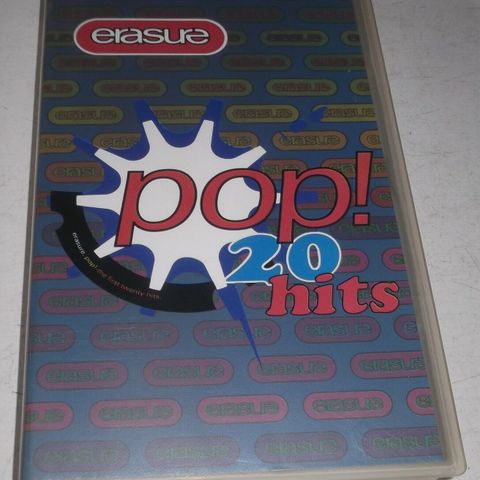 erasure
pop!
20
hits
erasure pop! the first twenty hits.